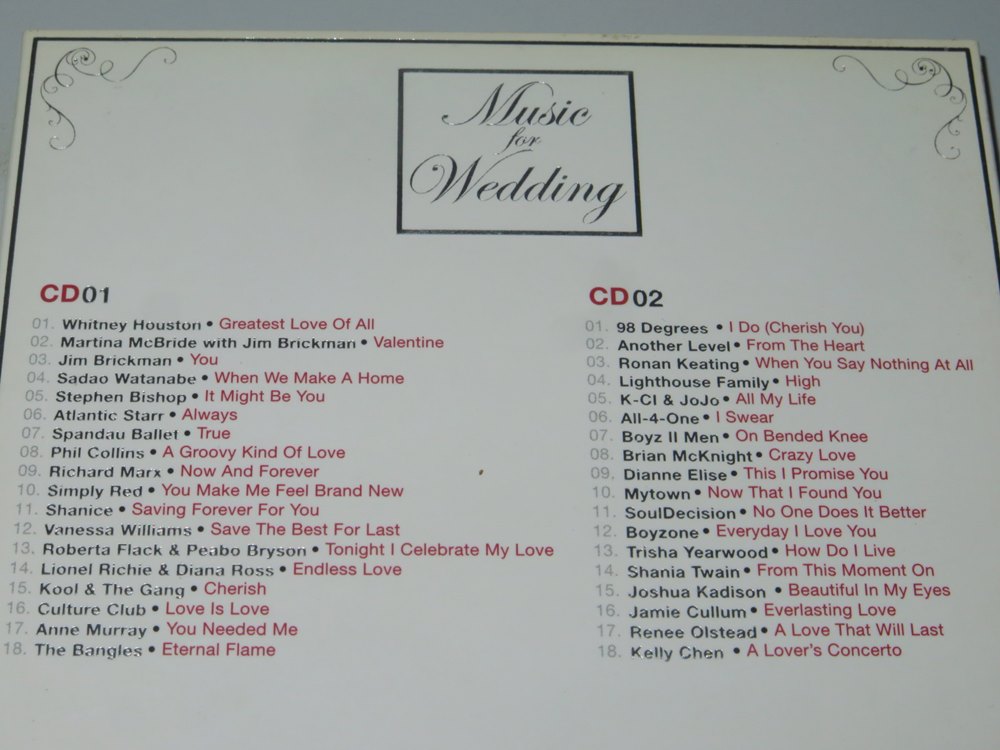 Music
for
Wedding
CD01
01. Whitney Houston • Greatest Love Of All
02. Martina McBride with Jim Brickman • Valentine
03. Jim Brickman • You
04. Sadao Watanabe • When We Make A Home
05. Stephen Bishop • It Might Be You
06. Atlantic Starr • Always
07. Spandau Ballet • True
08. Phil Collins • A Groovy Kind Of Love
09. Richard Marx • Now And Forever
10. Simply Red • You Make Me Feel Brand New
11. Shanice • Saving Forever For You
12. Vanessa Williams • Save The Best For Last
13. Roberta Flack & Peabo Bryson • Tonight I Celebrate My Love
14. Lionel Richie & Diana Ross • Endless Love
15. Kool & The Gang • Cherish
16. Culture Club • Love Is Love
17. Anne Murray • You Needed Me
18. The Bangles • Eternal Flame
CD02
01. 98 Degrees • I Do (Cherish You)
02. Another Level • From The Heart
03. Ronan Keating • When You Say Nothing At All
04. Lighthouse Family • High
05. K-CI & JoJo • All My Life
06. All-4-One • I Swear
07. Boyz II Men • On Bended Knee
08. Brian McKnight • Crazy Love
09. Dianne Elise • This I Promise You
10. Mytown • Now That I Found You
11. SoulDecision • No One Does It Better
12. Boyzone • Everyday I Love You
13. Trisha Yearwood • How Do I Live
14. Shania Twain • From This Moment On
15. Joshua Kadison • Beautiful In My Eyes
16. Jamie Cullum • Everlasting Love
17. Renee Olstead • A Love That Will Last
18. Kelly Chen • A Lover's Concerto